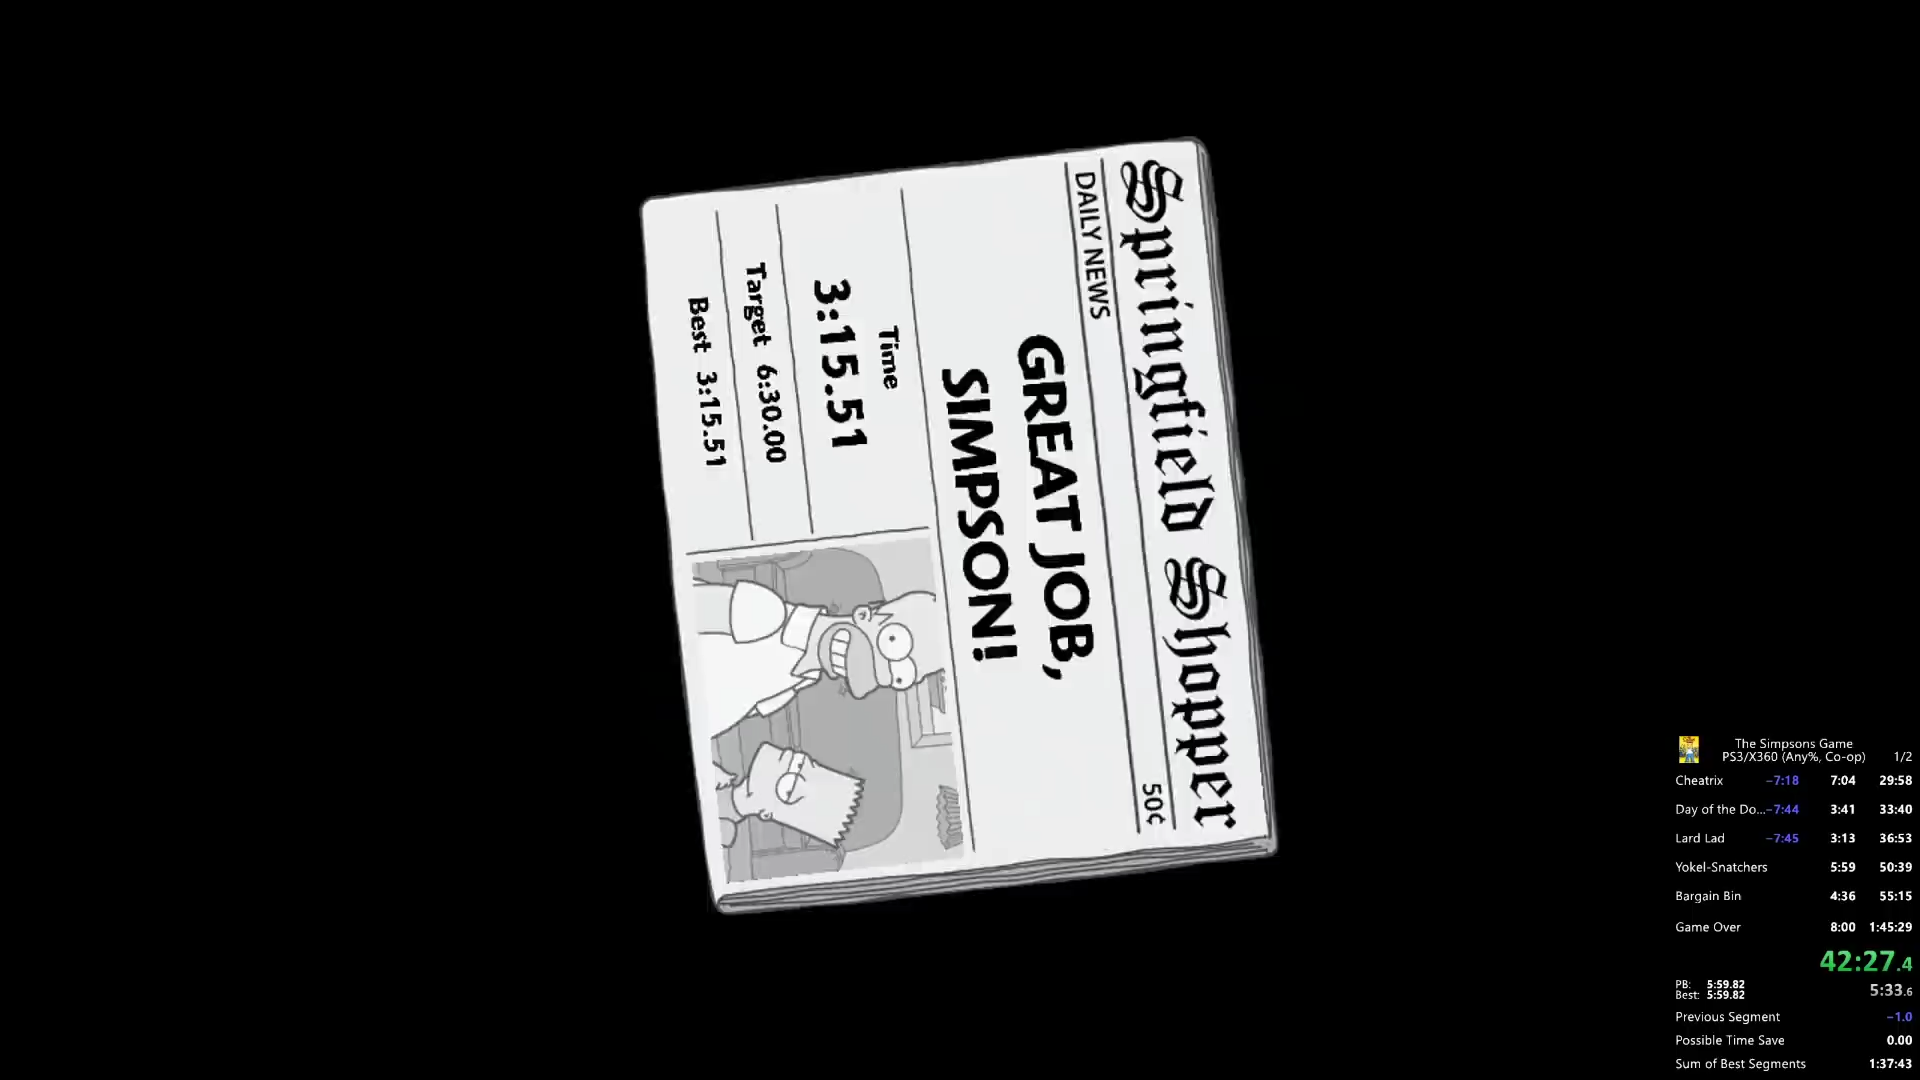 Springfield Shopper
DAILY NEWS 50¢
GREAT JOB,
SIMPSON!
Time
3:15.51
Target 6:30.00
Best 3:15.51
The Simpsons Game
PS3/X360 (Any%, Co-op) 1/2
Cheatrix −7:18 7:04 29:58
Day of the Do... −7:44 3:41 33:40
Lard Lad −7:45 3:13 36:53
Yokel-Snatchers 5:59 50:39
Bargain Bin 4:36 55:15
Game Over 8:00 1:45:29
42:27.4
PB: 5:59.82
Best: 5:59.82
5:33.6
Previous Segment −1.0
Possible Time Save 0.00
Sum of Best Segments 1:37:43